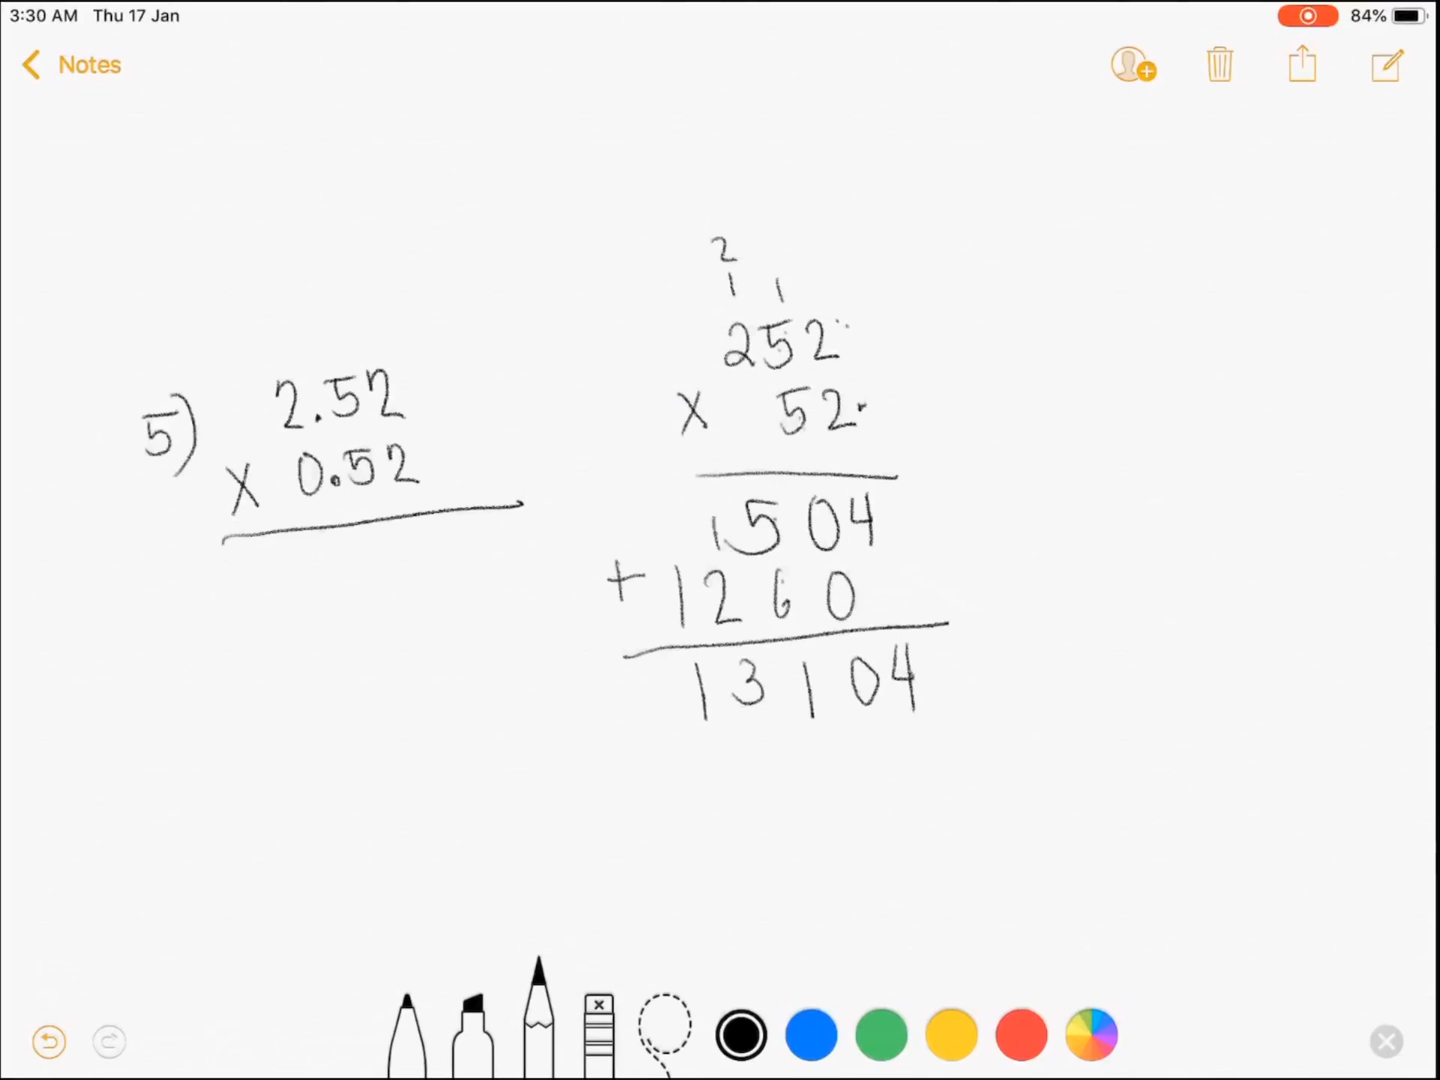 3:30 AM Thu 17 Jan
84%
Notes
5) 2.52
x 0.52
2
1 1
252
x 52.
1504
+ 1260
13104